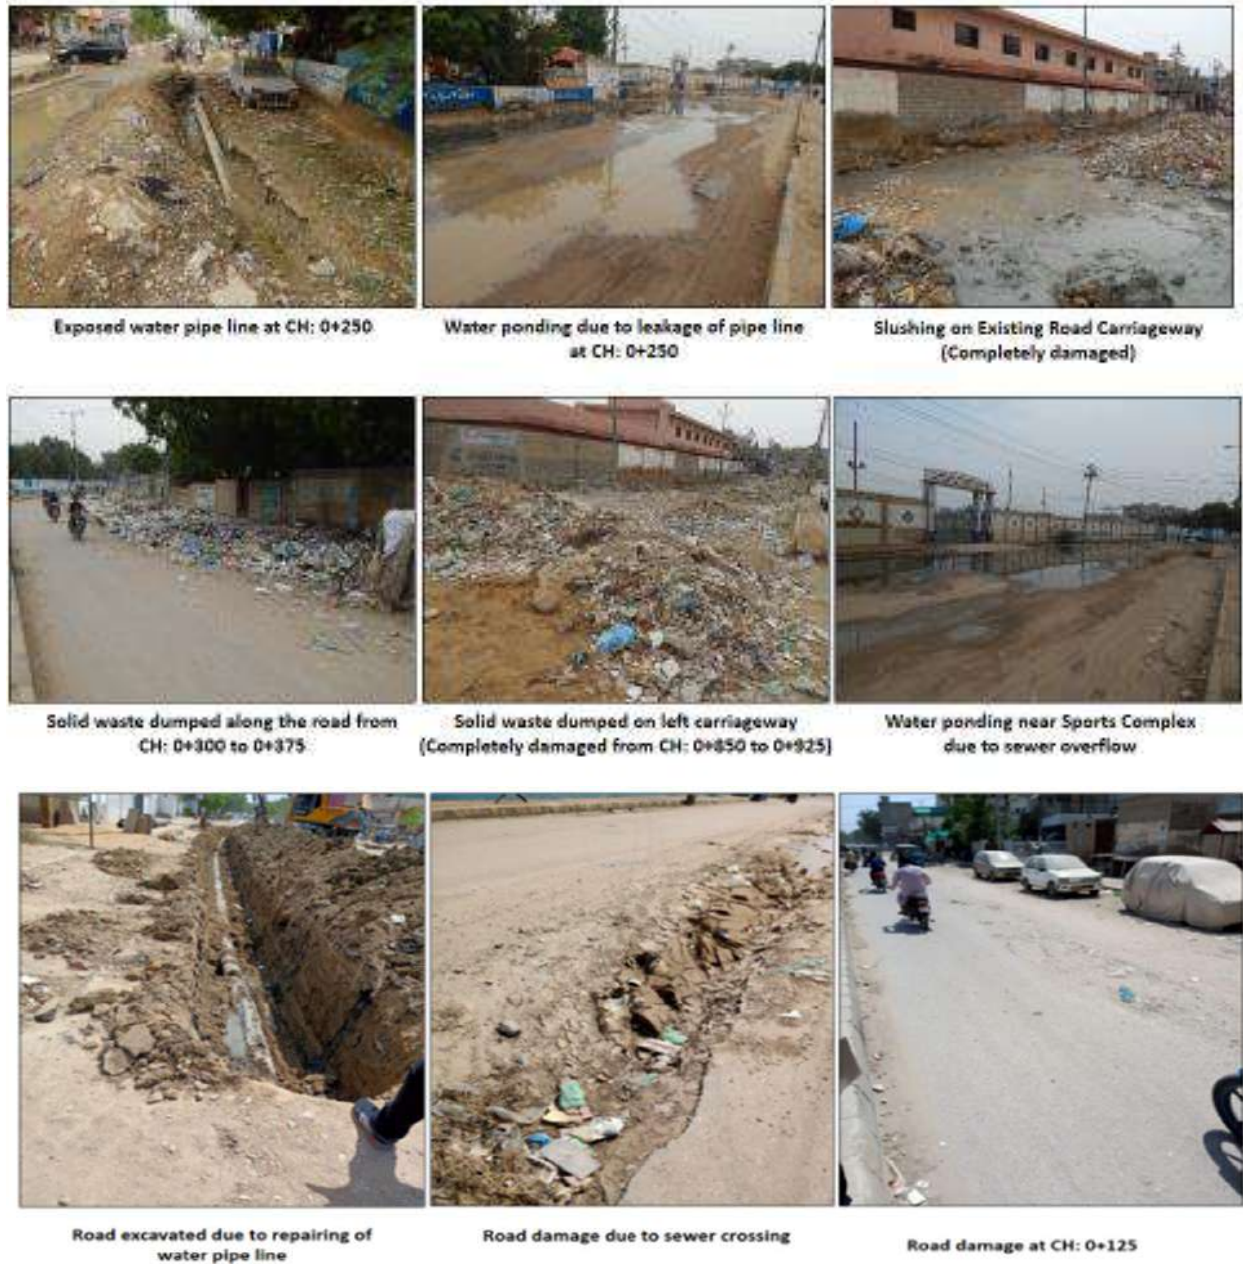 Exposed water pipe line at CH: 0+250
Water ponding due to leakage of pipe line
at CH: 0+250
Slushing on Existing Road Carriageway
(Completely damaged)
Solid waste dumped along the road from
CH: 0+300 to 0+375
Solid waste dumped on left carriageway
(Completely damaged from CH: 0+850 to 0+925)
Water ponding near Sports Complex
due to sewer overflow
Road excavated due to repairing of
water pipe line
Road damage due to sewer crossing
Road damage at CH: 0+125